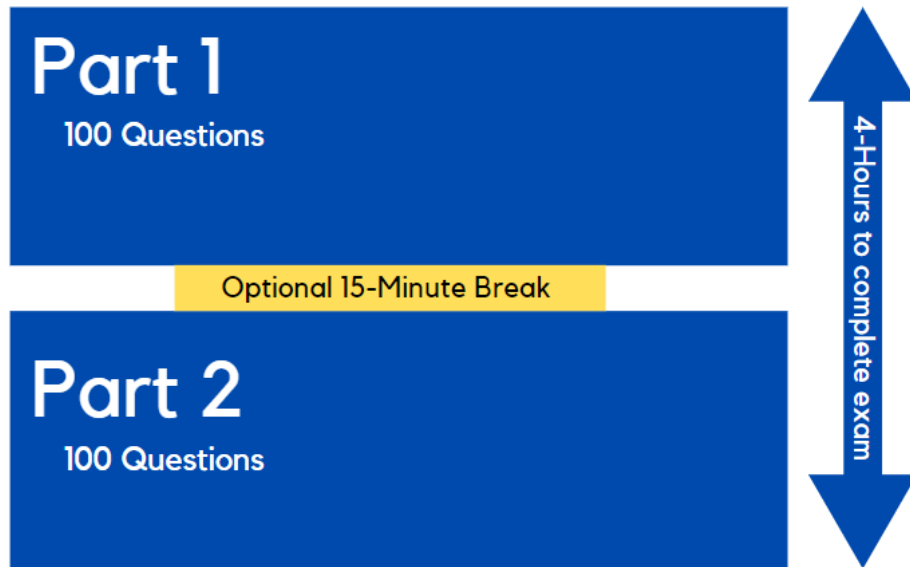 Part 1
100 Questions
Optional 15-Minute Break
Part 2
100 Questions
4-Hours to complete exam